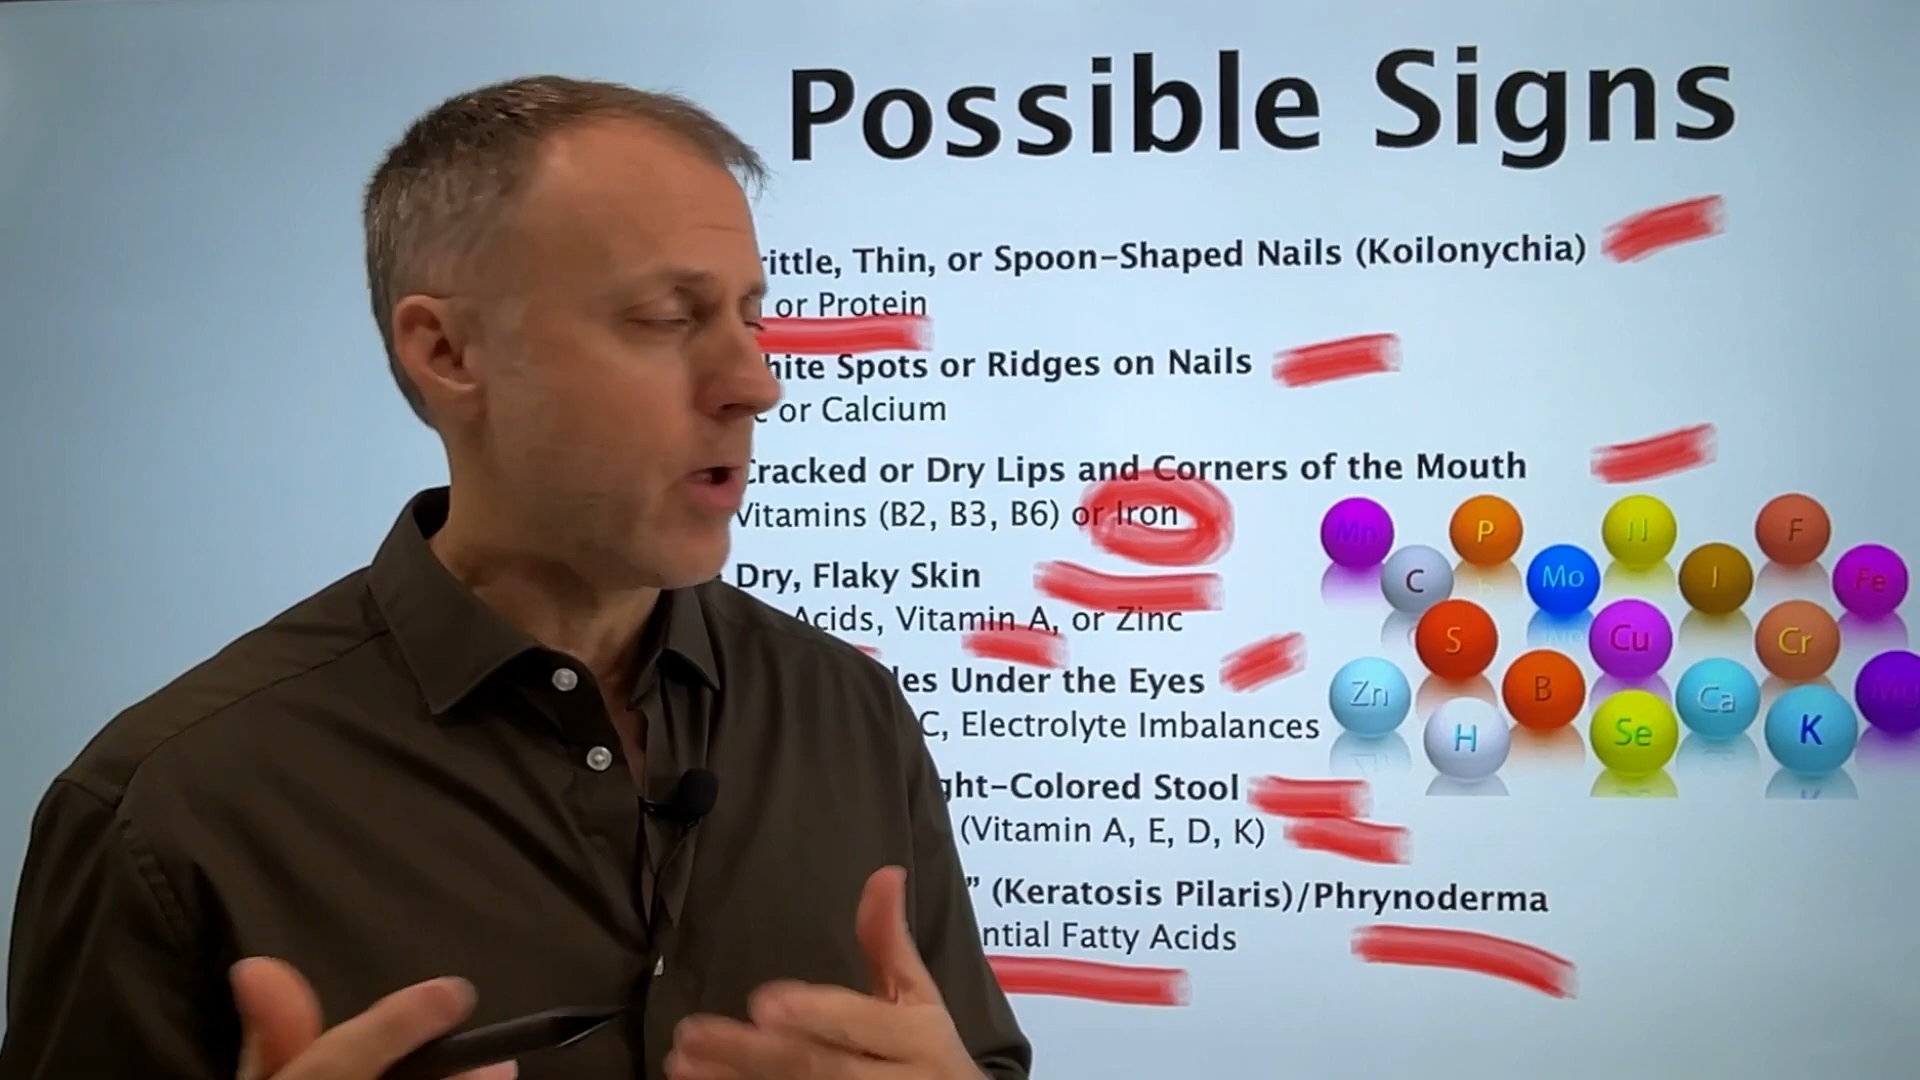 Possible Signs
rittle, Thin, or Spoon-Shaped Nails (Koilonychia)
or Protein
hite Spots or Ridges on Nails
or Calcium
Cracked or Dry Lips and Corners of the Mouth
Vitamins (B2, B3, B6) or Iron
Dry, Flaky Skin
Acids, Vitamin A, or Zinc
les Under the Eyes
C, Electrolyte Imbalances
ght-Colored Stool
(Vitamin A, E, D, K)
” (Keratosis Pilaris)/Phrynoderma
ntial Fatty Acids
Mn P N F
C Mo I Fe
S Cu Cr
Zn B Ca Mg
H Se K